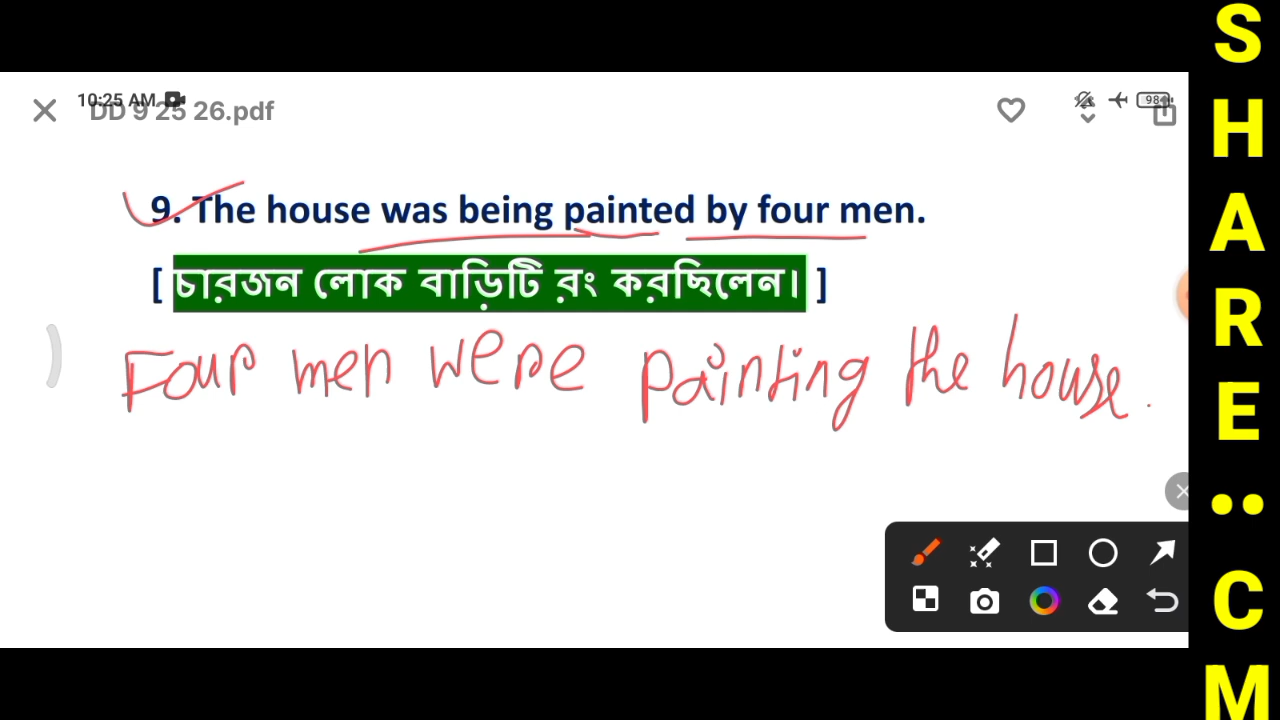 10:25 AM
DD 9 25 26.pdf
98
9. The house was being painted by four men.
[ চারজন লোক বাড়িটি রং করছিলেন। ]
Four men were painting the house.
SHARE •• CM